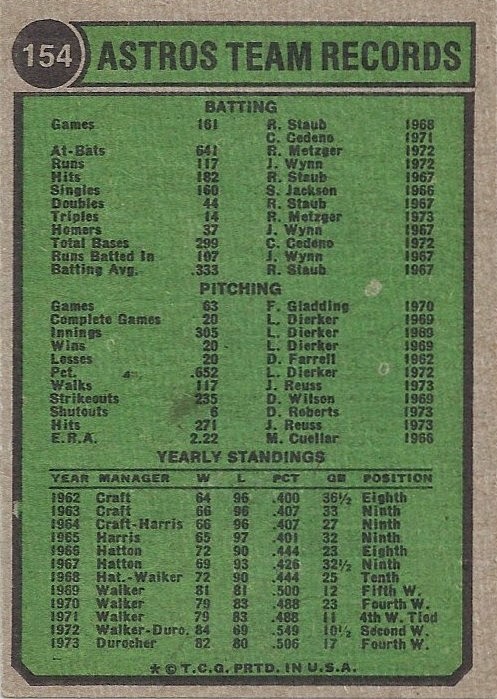 154 ASTROS TEAM RECORDS
BATTING
Games 161 R. Staub 1968
C. Cedeno 1971
At-Bats 641 R. Metzger 1972
Runs 117 J. Wynn 1972
Hits 182 R. Staub 1967
Singles 160 S. Jackson 1966
Doubles 44 R. Staub 1967
Triples 14 R. Metzger 1973
Homers 37 J. Wynn 1967
Total Bases 299 C. Cedeno 1972
Runs Batted In 107 J. Wynn 1967
Batting Avg. .333 R. Staub 1967
PITCHING
Games 63 F. Gladding 1970
Complete Games 20 L. Dierker 1969
Innings 305 L. Dierker 1969
Wins 20 L. Dierker 1969
Losses 20 D. Farrell 1962
Pct. .652 L. Dierker 1972
Walks 117 J. Reuss 1973
Strikeouts 235 D. Wilson 1969
Shutouts 6 D. Roberts 1973
Hits 271 J. Reuss 1973
E.R.A. 2.22 M. Cuellar 1966
YEARLY STANDINGS
YEAR MANAGER W L PCT GB POSITION
1962 Craft 64 96 .400 36½ Eighth
1963 Craft 66 96 .407 33 Ninth
1964 Craft-Harris 66 96 .407 27 Ninth
1965 Harris 65 97 .401 32 Ninth
1966 Hatton 72 90 .444 23 Eighth
1967 Hatton 69 93 .426 32½ Ninth
1968 Hat.-Walker 72 90 .444 25 Tenth
1969 Walker 81 81 .500 12 Fifth W.
1970 Walker 79 83 .488 23 Fourth W.
1971 Walker 79 83 .488 11 4th W. Tied
1972 Walker-Duro. 84 69 .549 10½ Second W.
1973 Durocher 82 80 .506 17 Fourth W.
* © T.C.G. PRTD. IN U.S.A.